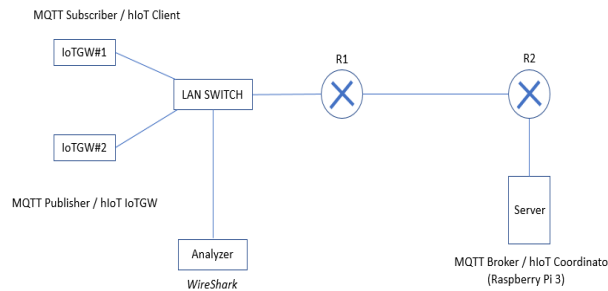 MQTT Subscriber / hIoT Client
IoTGW#1
R1
R2
LAN SWITCH
IoTGW#2
MQTT Publisher / hIoT IoTGW
Server
Analyzer
WireShark
MQTT Broker / hIoT Coordinato
(Raspberry Pi 3)